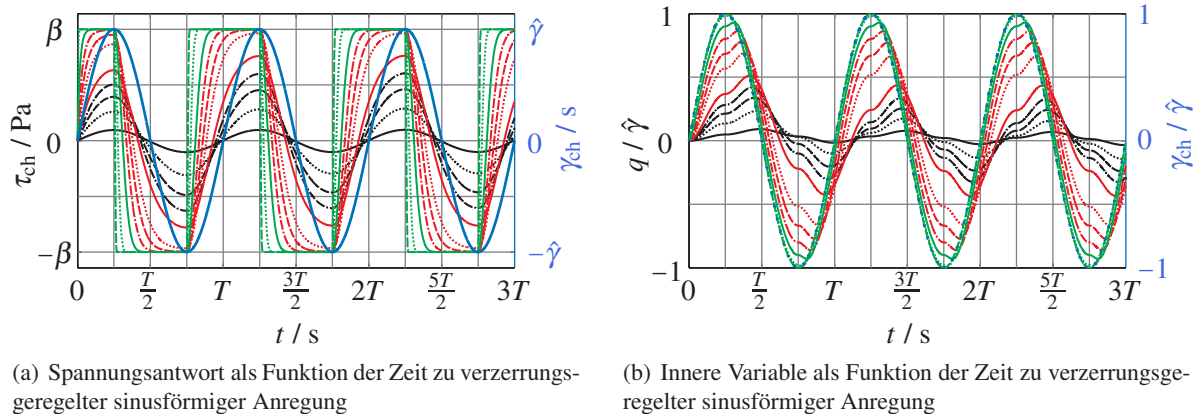 β
0
−β
τch / Pa
γ̂
0
−γ̂
γch / s
0
T/2
T
3T/2
2T
5T/2
3T
t / s
1
0
−1
q / γ̂
1
0
−1
γch / γ̂
0
T/2
T
3T/2
2T
5T/2
3T
t / s
(a) Spannungsantwort als Funktion der Zeit zu verzerrungs-
geregelter sinusförmiger Anregung
(b) Innere Variable als Funktion der Zeit zu verzerrungsge-
regelter sinusförmiger Anregung